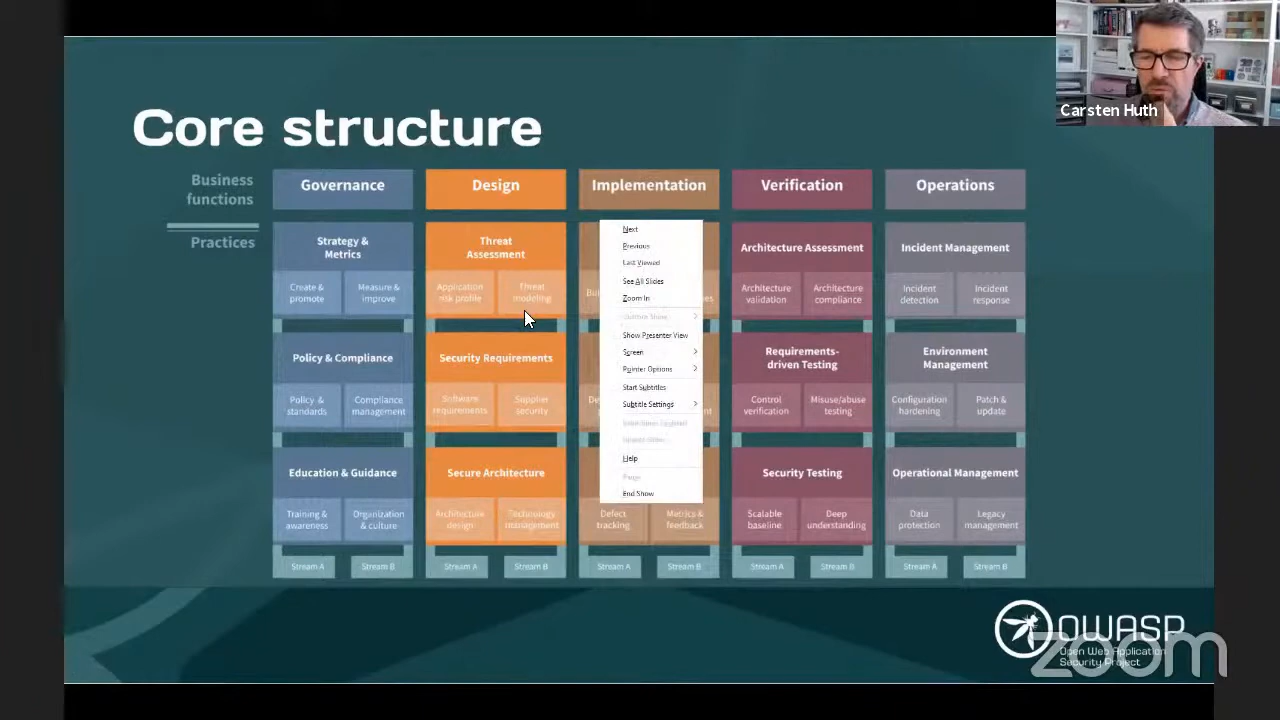 Carsten Huth
Core structure
Business
functions
Practices
Governance
Strategy &
Metrics
Create &
promote
Measure &
improve
Policy & Compliance
Policy &
standards
Compliance
management
Education & Guidance
Training &
awareness
Organization
& culture
Stream A
Stream B
Design
Threat
Assessment
Application
risk profile
Threat
modeling
Security Requirements
Software
requirements
Supplier
security
Secure Architecture
Architecture
design
Technology
management
Stream A
Stream B
Implementation
Next
Previous
Last Viewed
See All Slides
Zoom In
Custom Show
Show Presenter View
Screen
Pointer Options
Start Subtitles
Subtitle Settings
Help
Pause
End Show
Defect
tracking
Metrics &
feedback
Stream A
Stream B
Verification
Architecture Assessment
Architecture
validation
Architecture
compliance
Requirements-
driven Testing
Control
verification
Misuse/abuse
testing
Security Testing
Scalable
baseline
Deep
understanding
Stream A
Stream B
Operations
Incident Management
Incident
detection
Incident
response
Environment
Management
Configuration
hardening
Patch &
update
Operational Management
Data
protection
Legacy
management
Stream A
Stream B
OWASP
Open Web Application
Security Project
zoom